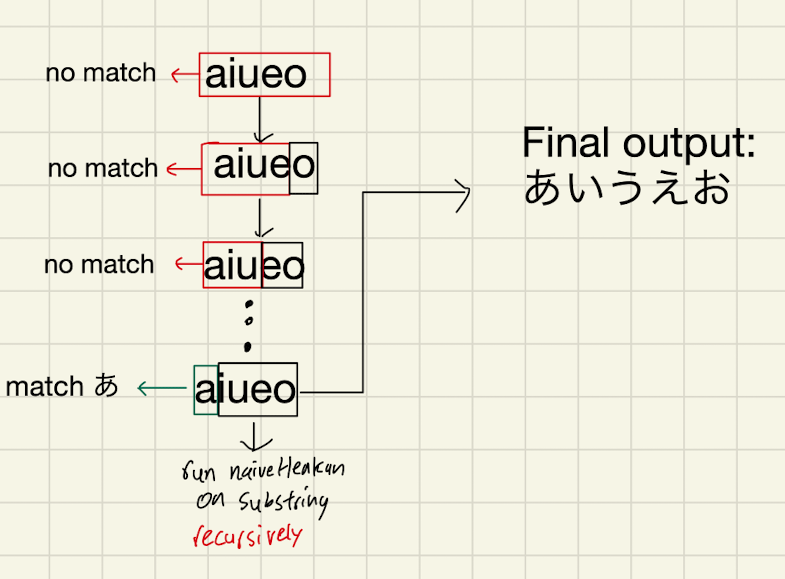 no match
aiueo
no match
aiueo
no match
aiueo
match あ
aiueo
run naiveHenkan
on substring
recursively
Final output:
あいうえお